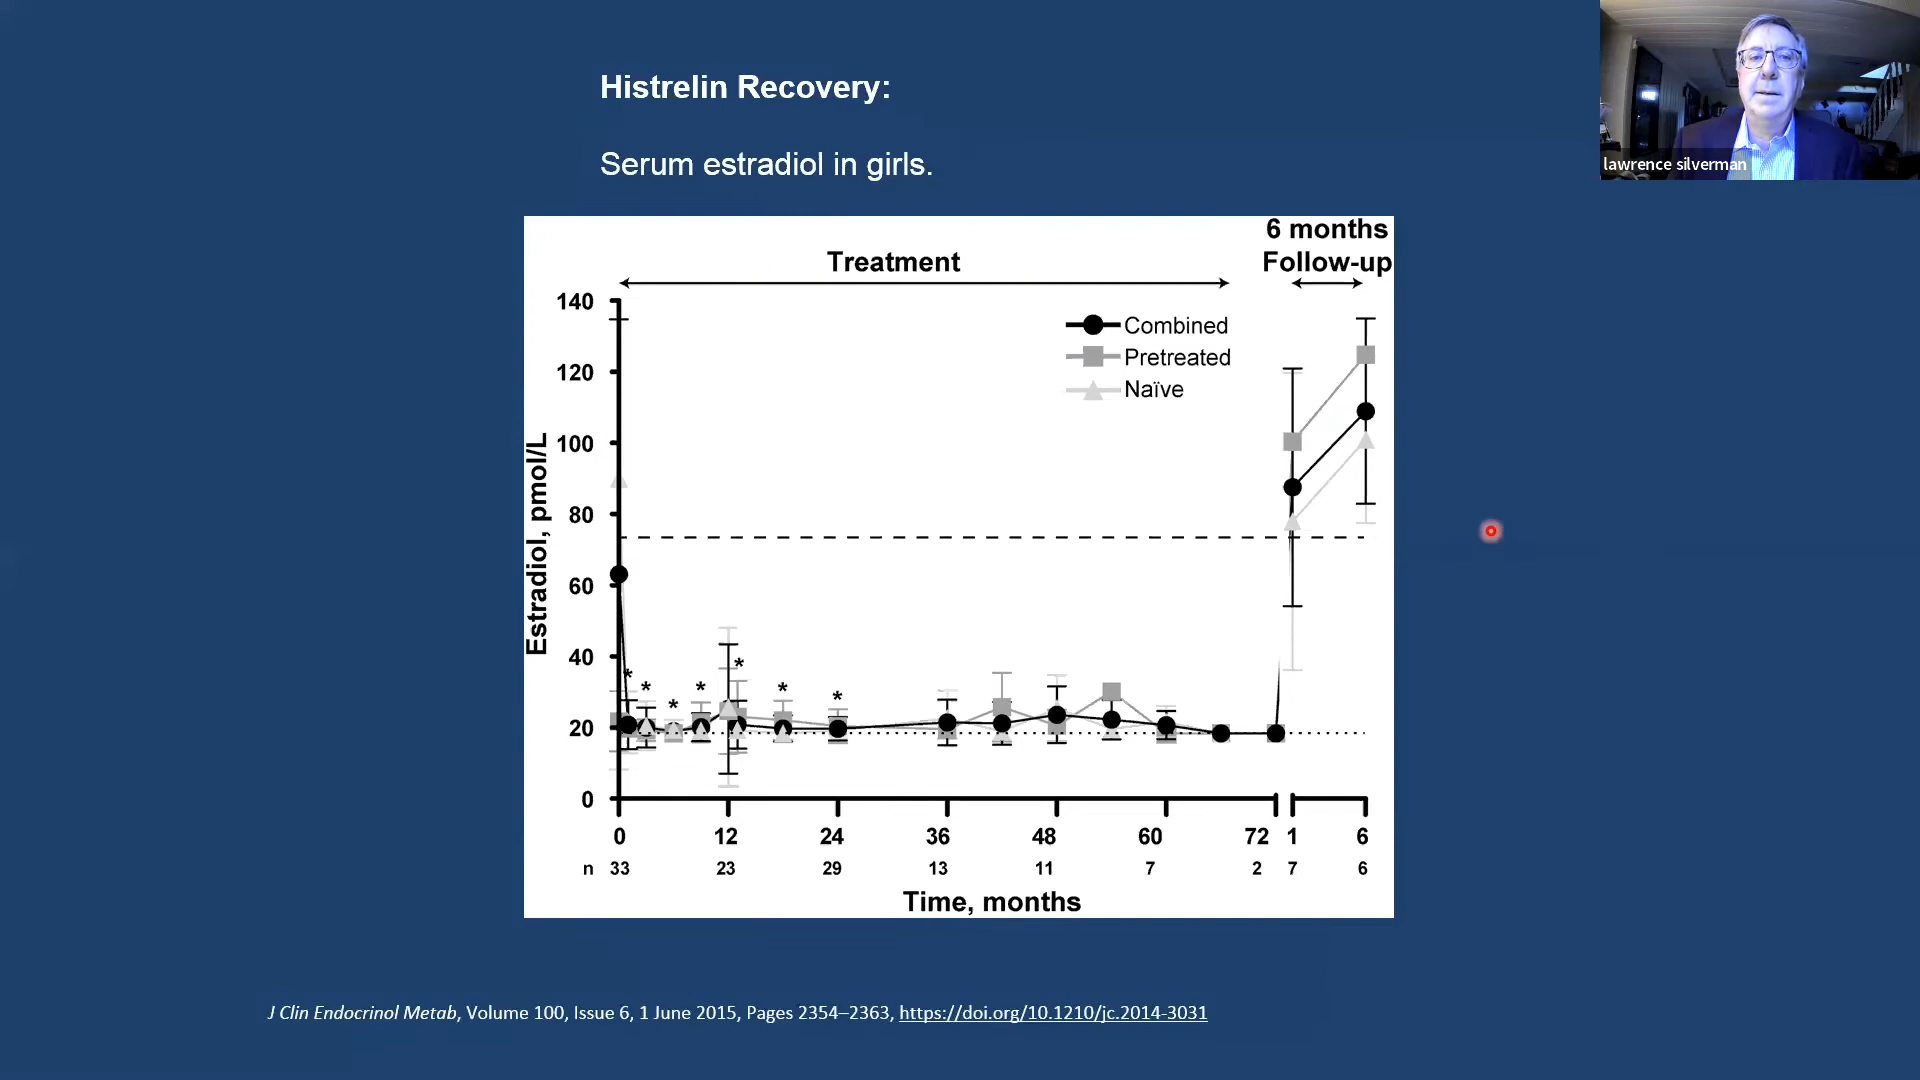 Histrelin Recovery:
Serum estradiol in girls.
lawrence silverman
6 months
Treatment
Follow-up
140
120
100
80
60
40
20
0
Estradiol, pmol/L
Combined
Pretreated
Naïve
* * * * * * *
0 12 24 36 48 60 72 1 6
n 33 23 29 13 11 7 2 7 6
Time, months
J Clin Endocrinol Metab, Volume 100, Issue 6, 1 June 2015, Pages 2354–2363, https://doi.org/10.1210/jc.2014-3031